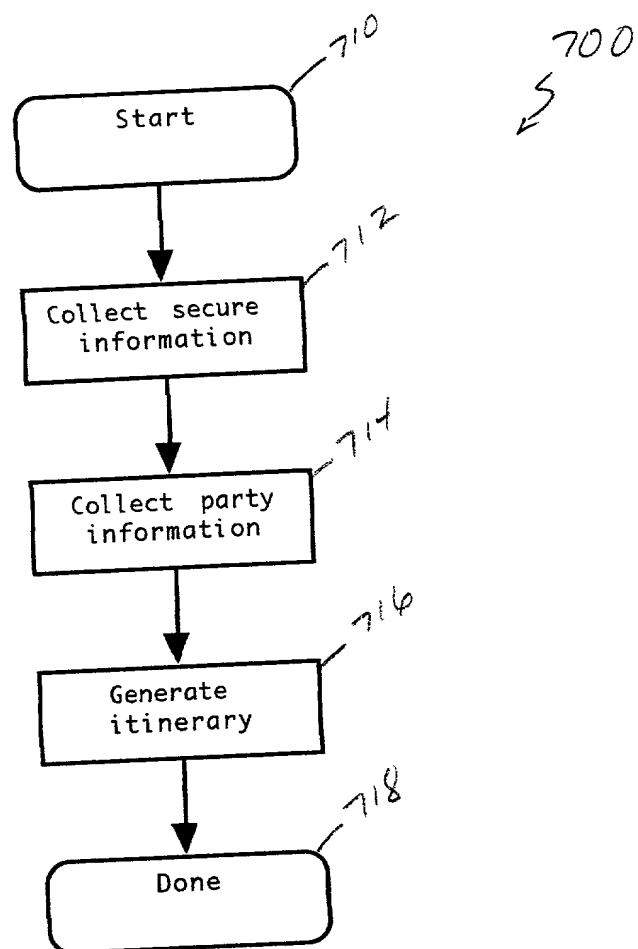 710
700
Start
712
Collect secure
information
714
Collect party
information
716
Generate
itinerary
718
Done